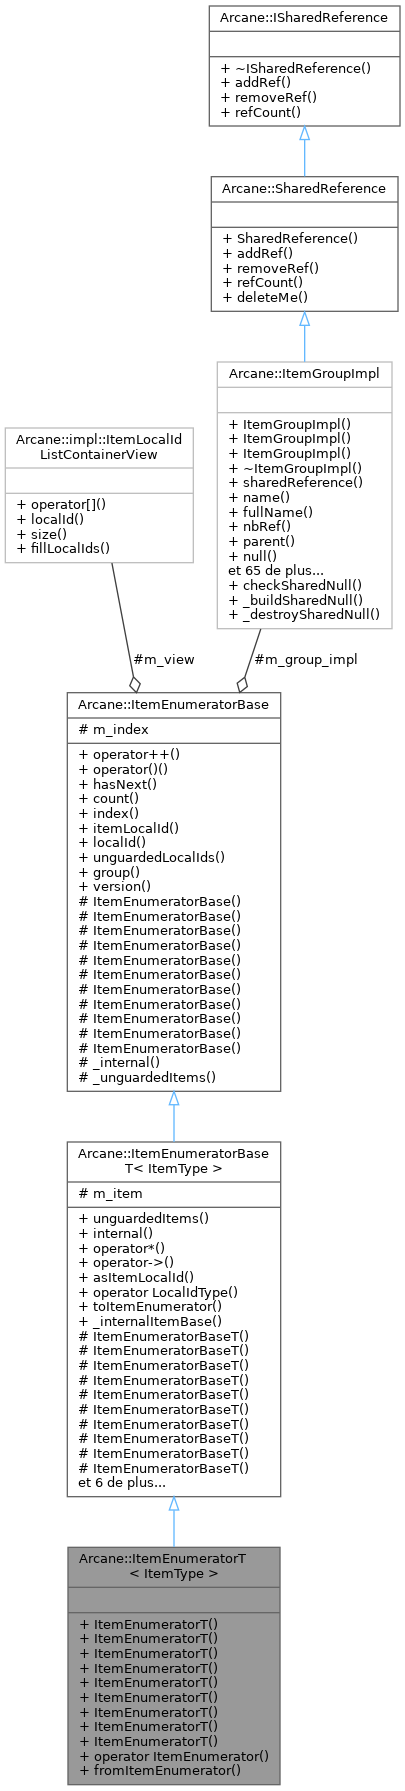 Arcane::ISharedReference
+ ~ISharedReference()
+ addRef()
+ removeRef()
+ refCount()
Arcane::SharedReference
+ SharedReference()
+ addRef()
+ removeRef()
+ refCount()
+ deleteMe()
Arcane::ItemGroupImpl
+ ItemGroupImpl()
+ ItemGroupImpl()
+ ItemGroupImpl()
+ ~ItemGroupImpl()
+ sharedReference()
+ name()
+ fullName()
+ nbRef()
+ parent()
+ null()
et 65 de plus...
+ checkSharedNull()
+ _buildSharedNull()
+ _destroySharedNull()
Arcane::impl::ItemLocalId
ListContainerView
+ operator[]()
+ localId()
+ size()
+ fillLocalIds()
#m_view
#m_group_impl
Arcane::ItemEnumeratorBase
# m_index
+ operator++()
+ operator()()
+ hasNext()
+ count()
+ index()
+ itemLocalId()
+ localId()
+ unguardedLocalIds()
+ group()
+ version()
# ItemEnumeratorBase()
# ItemEnumeratorBase()
# ItemEnumeratorBase()
# ItemEnumeratorBase()
# ItemEnumeratorBase()
# ItemEnumeratorBase()
# ItemEnumeratorBase()
# ItemEnumeratorBase()
# ItemEnumeratorBase()
# ItemEnumeratorBase()
# ItemEnumeratorBase()
# _internal()
# _unguardedItems()
Arcane::ItemEnumeratorBase
T< ItemType >
# m_item
+ unguardedItems()
+ internal()
+ operator*()
+ operator->()
+ asItemLocalId()
+ operator LocalIdType()
+ toItemEnumerator()
+ _internalItemBase()
# ItemEnumeratorBaseT()
# ItemEnumeratorBaseT()
# ItemEnumeratorBaseT()
# ItemEnumeratorBaseT()
# ItemEnumeratorBaseT()
# ItemEnumeratorBaseT()
# ItemEnumeratorBaseT()
# ItemEnumeratorBaseT()
# ItemEnumeratorBaseT()
# ItemEnumeratorBaseT()
et 6 de plus...
Arcane::ItemEnumeratorT
< ItemType >
+ ItemEnumeratorT()
+ ItemEnumeratorT()
+ ItemEnumeratorT()
+ ItemEnumeratorT()
+ ItemEnumeratorT()
+ ItemEnumeratorT()
+ ItemEnumeratorT()
+ ItemEnumeratorT()
+ ItemEnumeratorT()
+ operator ItemEnumerator()
+ fromItemEnumerator()